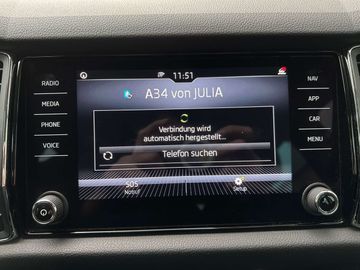 11:51
RADIO
MEDIA
PHONE
VOICE
A34 von JULIA
Verbindung wird
automatisch hergestellt...
Telefon suchen
SOS
Notruf
Setup
NAV
APP
CAR
MENU